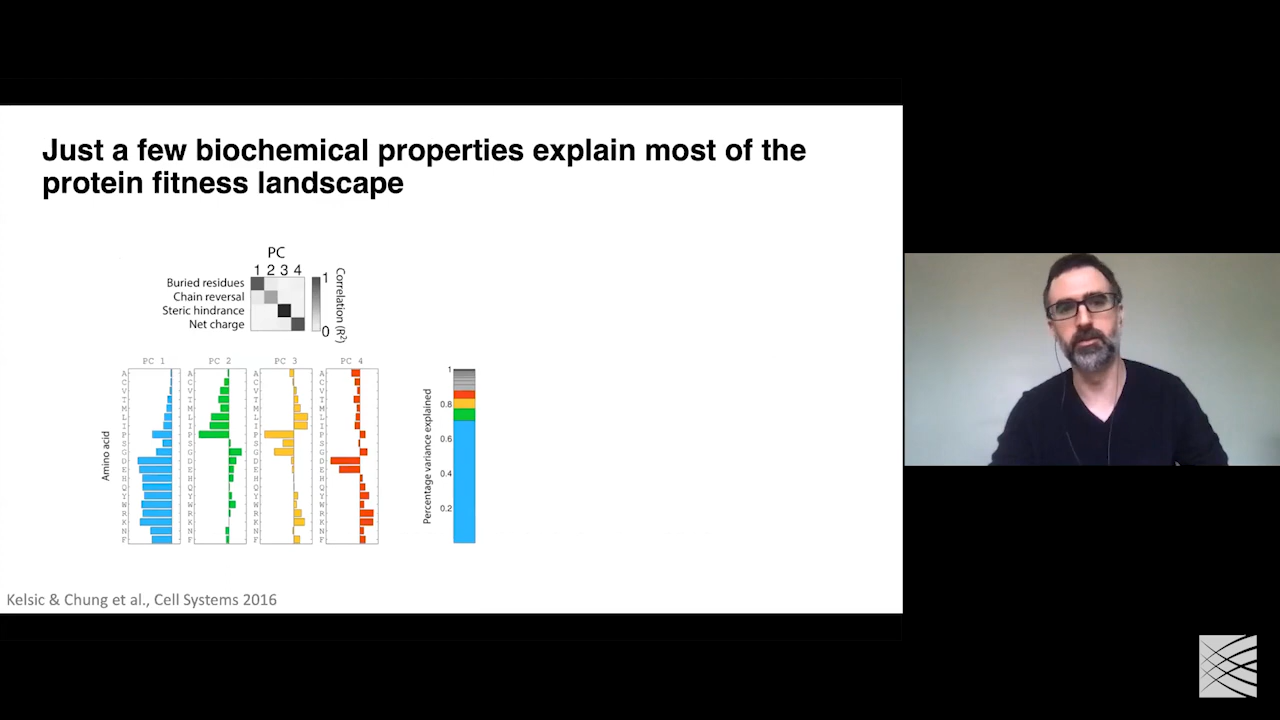 Just a few biochemical properties explain most of the
protein fitness landscape
PC
1 2 3 4
Buried residues
Chain reversal
Steric hindrance
Net charge
1
0
Correlation (R²)
PC 1
PC 2
PC 3
PC 4
Amino acid
A A A A
C C C C
V V V V
T T T T
M M M M
L L L L
I I I I
P P P P
S S S S
G G G G
D D D D
E E E E
H H H H
Q Q Q Q
Y Y Y Y
W W W W
R R R R
K K K K
N N N N
F F F F
Percentage variance explained
1
0.8
0.6
0.4
0.2
Kelsic & Chung et al., Cell Systems 2016